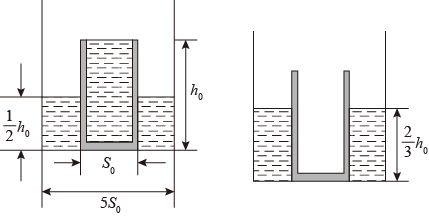 h₀
1/2 h₀
S₀
5S₀
2/3 h₀